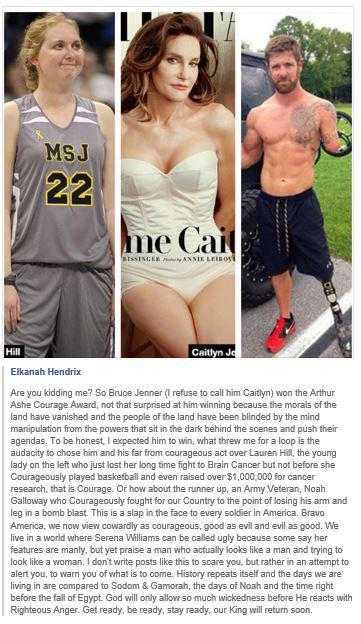 MSJ
22
Hill
me Cait
BISSINGER Photos by ANNIE LEIBOV
Caitlyn Je
Elkanah Hendrix
Are you kidding me? So Bruce Jenner (I refuse to call him Caitlyn) won the Arthur
Ashe Courage Award, not that surprised at him winning because the morals of the
land have vanished and the people of the land have been blinded by the mind
manipulation from the powers that sit in the dark behind the scenes and push their
agendas. To be honest, I expected him to win, what threw me for a loop is the
audacity to chose him and his far from courageous act over Lauren Hill, the young
lady on the left who just lost her long time fight to Brain Cancer but not before she
Courageously played basketball and even raised over $1,000,000 for cancer
research, that is Courage. Or how about the runner up, an Army Veteran, Noah
Galloway who Courageously fought for our Country to the point of losing his arm and
leg in a bomb blast. This is a slap in the face to every soldier in America. Bravo
America, we now view cowardly as courageous, good as evil and evil as good. We
live in a world where Serena Williams can be called ugly because some say her
features are manly, but yet praise a man who actually looks like a man and trying to
look like a woman. I don't write posts like this to scare you, but rather in an attempt to
alert you, to warn you of what is to come. History repeats itself and the days we are
living in are compared to Sodom & Gamorah, the days of Noah and the time right
before the fall of Egypt. God will only allow so much wickedness before He reacts with
Righteous Anger. Get ready, be ready, stay ready, our King will return soon.